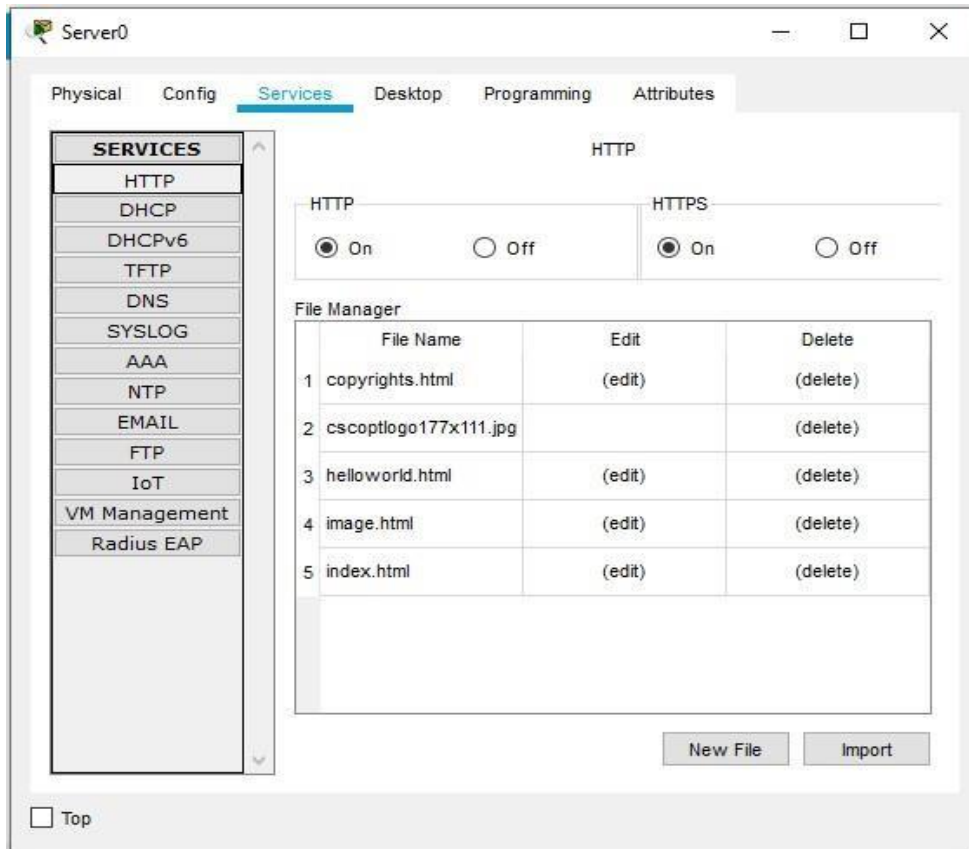 Server0
Physical Config Services Desktop Programming Attributes
SERVICES
HTTP
DHCP
DHCPv6
TFTP
DNS
SYSLOG
AAA
NTP
EMAIL
FTP
IoT
VM Management
Radius EAP
HTTP
HTTP HTTPS
On Off On Off
File Manager
File Name Edit Delete
1 copyrights.html (edit) (delete)
2 cscoptlogo177x111.jpg (delete)
3 helloworld.html (edit) (delete)
4 image.html (edit) (delete)
5 index.html (edit) (delete)
New File Import
Top